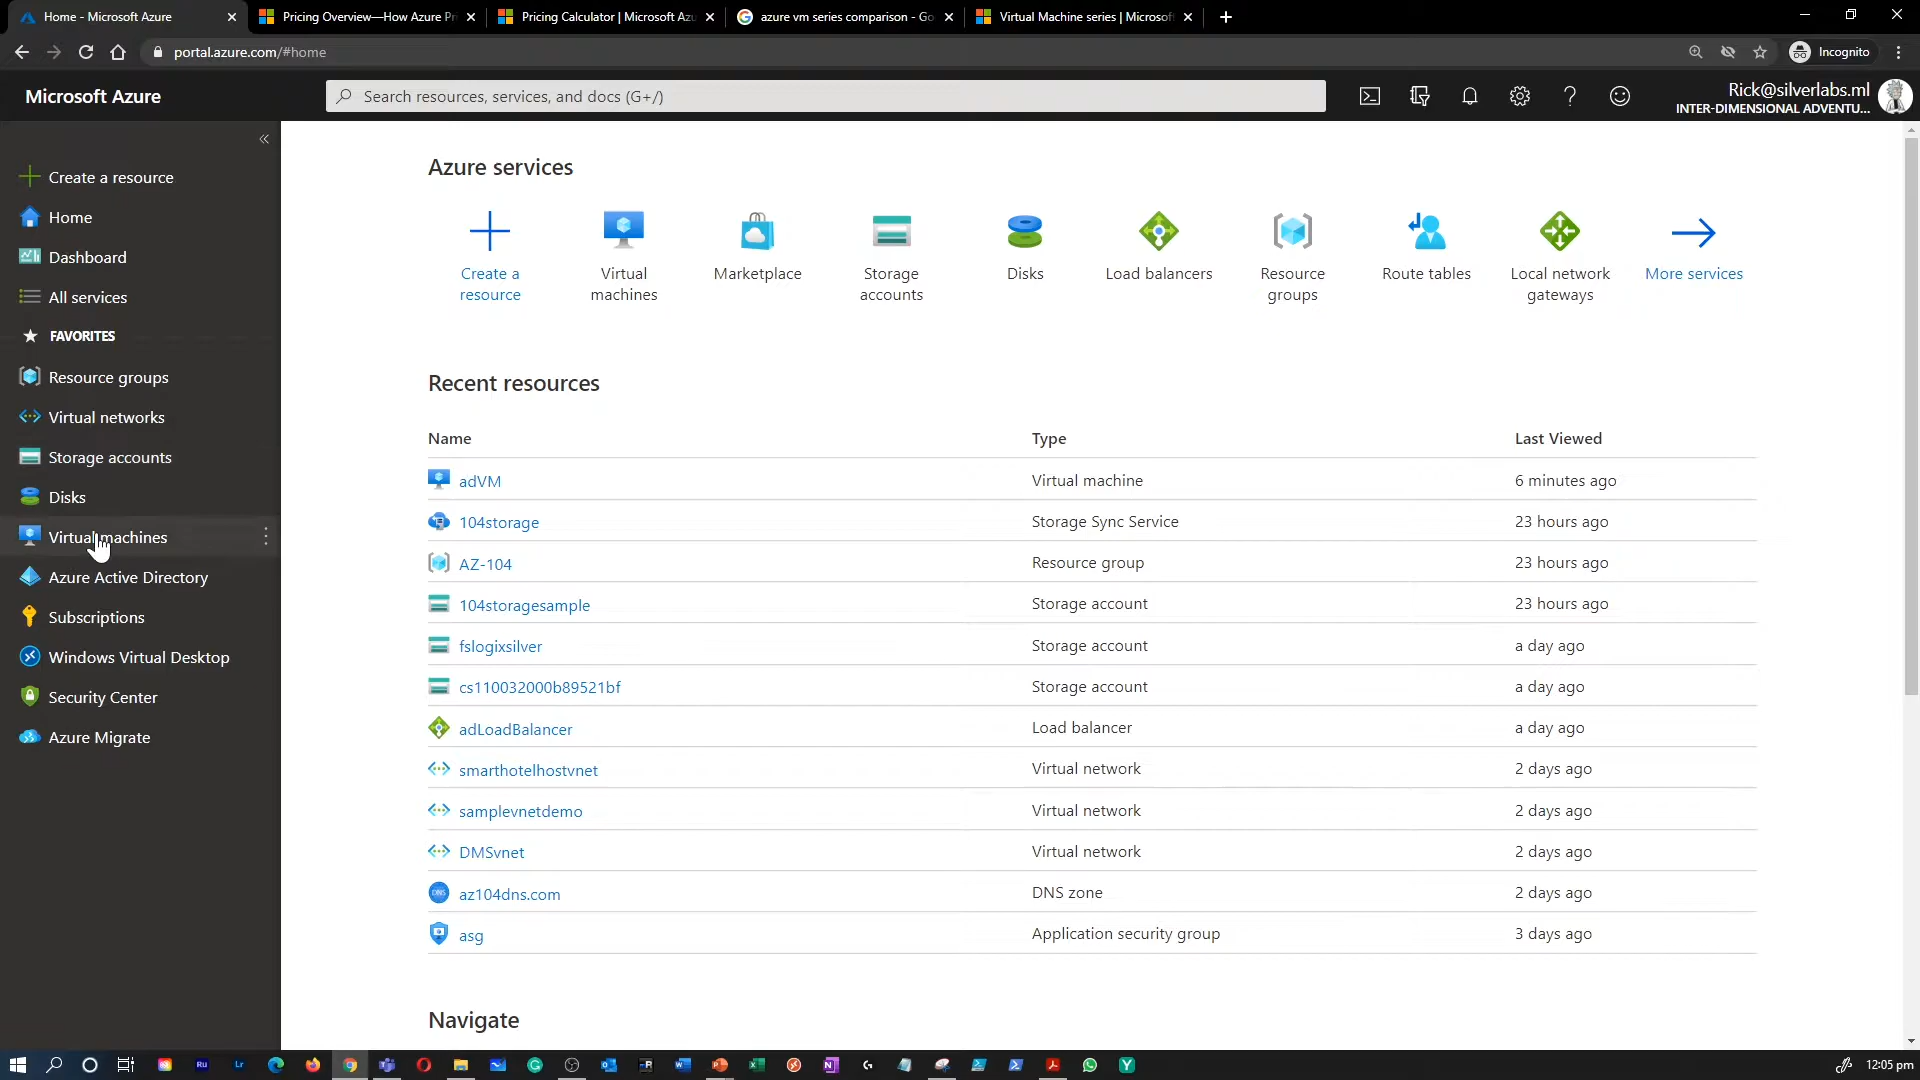 Home - Microsoft Azure
Pricing Overview—How Azure Pr
Pricing Calculator | Microsoft Azu
azure vm series comparison - Go
Virtual Machine series | Microsoft
portal.azure.com/#home
Incognito
Microsoft Azure
Search resources, services, and docs (G+/)
Rick@silverlabs.ml
INTER-DIMENSIONAL ADVENTU...
Create a resource
Home
Dashboard
All services
FAVORITES
Resource groups
Virtual networks
Storage accounts
Disks
Virtual machines
Azure Active Directory
Subscriptions
Windows Virtual Desktop
Security Center
Azure Migrate
Azure services
Create a resource
Virtual machines
Marketplace
Storage accounts
Disks
Load balancers
Resource groups
Route tables
Local network gateways
More services
Recent resources
Name Type Last Viewed
adVM Virtual machine 6 minutes ago
104storage Storage Sync Service 23 hours ago
AZ-104 Resource group 23 hours ago
104storagesample Storage account 23 hours ago
fslogixsilver Storage account a day ago
cs110032000b89521bf Storage account a day ago
adLoadBalancer Load balancer a day ago
smarthotelhostvnet Virtual network 2 days ago
samplevnetdemo Virtual network 2 days ago
DMSvnet Virtual network 2 days ago
az104dns.com DNS zone 2 days ago
asg Application security group 3 days ago
Navigate
12:05 pm